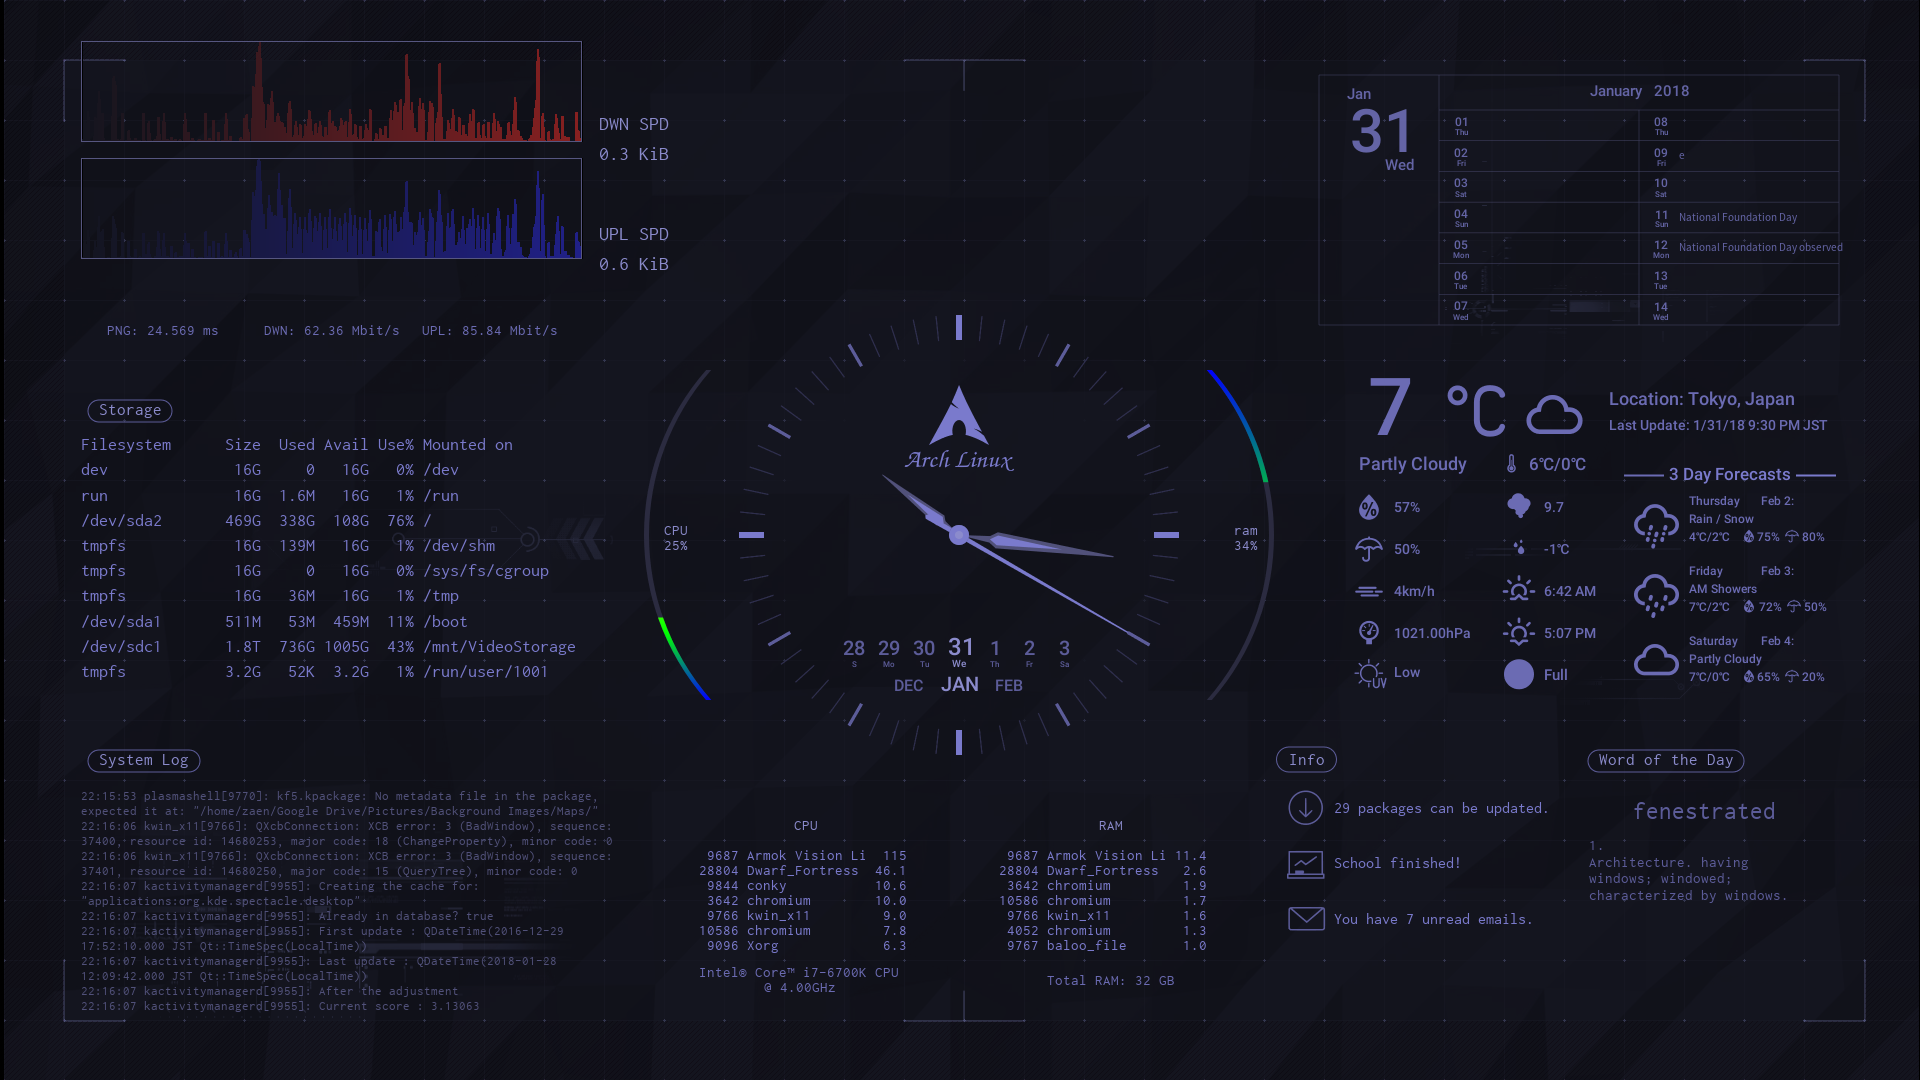 DWN SPD
0.3 KiB
UPL SPD
0.6 KiB
PNG: 24.569 ms DWN: 62.36 Mbit/s UPL: 85.84 Mbit/s
Jan
31
Wed
January 2018
01 Thu
02 Fri
03 Sat
04 Sun
05 Mon
06 Tue
07 Wed
08 Thu
09 Fri e
10 Sat
11 Sun National Foundation Day
12 Mon National Foundation Day observed
13 Tue
14 Wed
Storage
Filesystem Size Used Avail Use% Mounted on
dev 16G 0 16G 0% /dev
run 16G 1.6M 16G 1% /run
/dev/sda2 469G 338G 108G 76% /
tmpfs 16G 139M 16G 1% /dev/shm
tmpfs 16G 0 16G 0% /sys/fs/cgroup
tmpfs 16G 36M 16G 1% /tmp
/dev/sda1 511M 53M 459M 11% /boot
/dev/sdc1 1.8T 736G 1005G 43% /mnt/VideoStorage
tmpfs 3.2G 52K 3.2G 1% /run/user/1001
CPU
25%
Arch Linux
ram
34%
28 29 30 31 1 2 3
S Mo Tu We Th Fr Sa
DEC JAN FEB
7 °C
Location: Tokyo, Japan
Last Update: 1/31/18 9:30 PM JST
Partly Cloudy 6°C/0°C
57% 9.7
50% -1°C
4km/h 6:42 AM
1021.00hPa 5:07 PM
UV Low Full
3 Day Forecasts
Thursday Feb 2:
Rain / Snow
4°C/2°C 75% 80%
Friday Feb 3:
AM Showers
7°C/2°C 72% 50%
Saturday Feb 4:
Partly Cloudy
7°C/0°C 65% 20%
System Log
22:15:53 plasmashell[9770]: kf5.kpackage: No metadata file in the package,
expected it at: "/home/zaen/Google Drive/Pictures/Background Images/Maps/"
22:16:06 kwin_x11[9766]: QXcbConnection: XCB error: 3 (BadWindow), sequence:
37400, resource id: 14680253, major code: 18 (ChangeProperty), minor code: 0
22:16:06 kwin_x11[9766]: QXcbConnection: XCB error: 3 (BadWindow), sequence:
37401, resource id: 14680250, major code: 15 (QueryTree), minor code: 0
22:16:07 kactivitymanagerd[9955]: Creating the cache for:
"applications:org.kde.spectacle.desktop"
22:16:07 kactivitymanagerd[9955]: Already in database? true
22:16:07 kactivitymanagerd[9955]: First update : QDateTime(2016-12-29
17:52:10.000 JST Qt::TimeSpec(LocalTime))
22:16:07 kactivitymanagerd[9955]: Last update : QDateTime(2018-01-28
12:09:42.000 JST Qt::TimeSpec(LocalTime))
22:16:07 kactivitymanagerd[9955]: After the adjustment
22:16:07 kactivitymanagerd[9955]: Current score : 3.13063
CPU
9687 Armok Vision Li 115
28804 Dwarf_Fortress 46.1
9844 conky 10.6
3642 chromium 10.0
9766 kwin_x11 9.0
10586 chromium 7.8
9096 Xorg 6.3
Intel® Core™ i7-6700K CPU
@ 4.00GHz
RAM
9687 Armok Vision Li 11.4
28804 Dwarf_Fortress 2.6
3642 chromium 1.9
10586 chromium 1.7
9766 kwin_x11 1.6
4052 chromium 1.3
9767 baloo_file 1.0
Total RAM: 32 GB
Info
29 packages can be updated.
School finished!
You have 7 unread emails.
Word of the Day
fenestrated
1.
Architecture. having
windows; windowed;
characterized by windows.